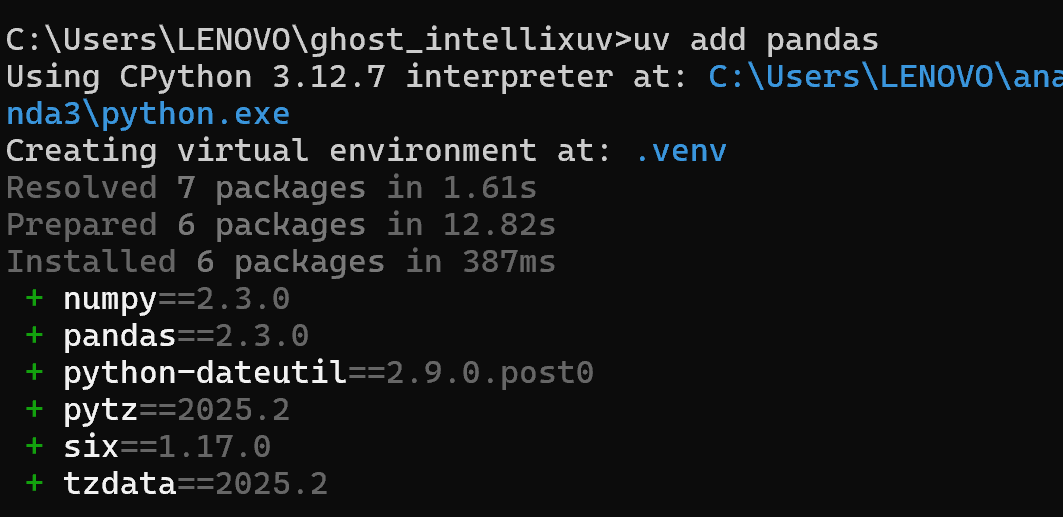 C:\Users\LENOVO\ghost_intellixuv>uv add pandas
Using CPython 3.12.7 interpreter at: C:\Users\LENOVO\ana
nda3\python.exe
Creating virtual environment at: .venv
Resolved 7 packages in 1.61s
Prepared 6 packages in 12.82s
Installed 6 packages in 387ms
+ numpy==2.3.0
+ pandas==2.3.0
+ python-dateutil==2.9.0.post0
+ pytz==2025.2
+ six==1.17.0
+ tzdata==2025.2